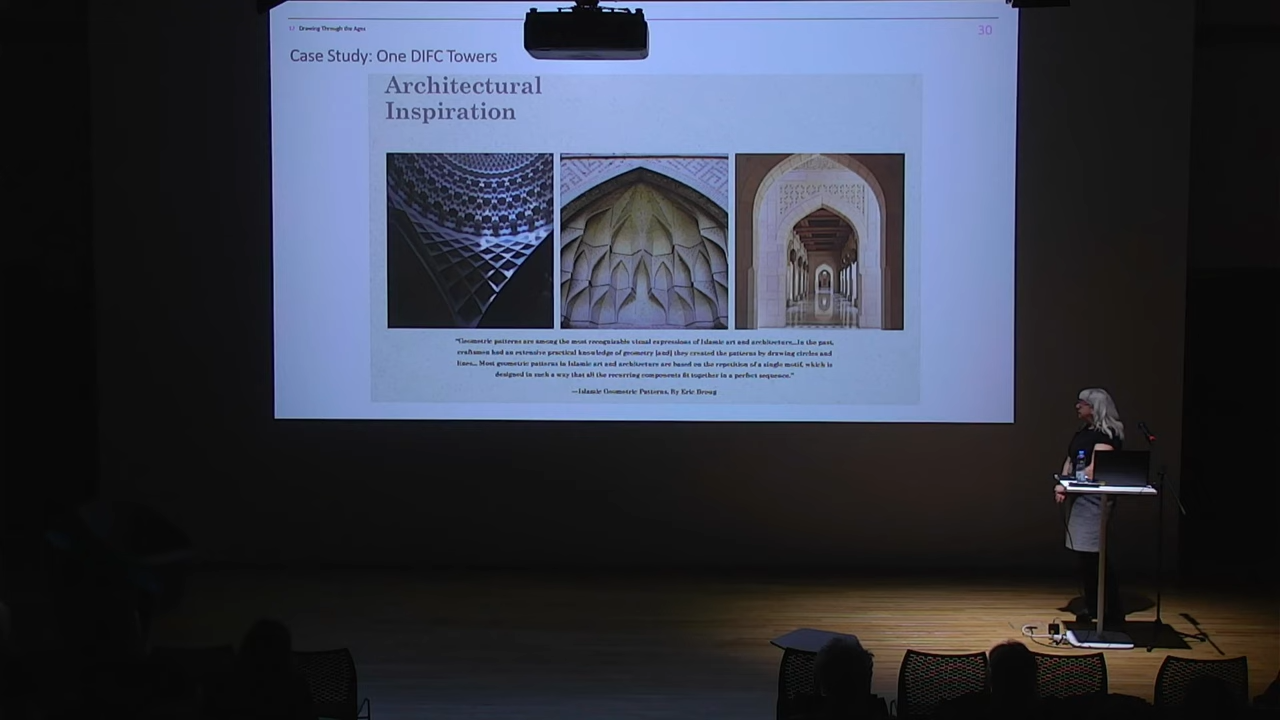 Drawing Through the Ages
30
Case Study: One DIFC Towers
Architectural
Inspiration
"Geometric patterns are among the most recognizable visual expressions of Islamic art and architecture...In the past,
craftsmen had an extensive practical knowledge of geometry [and] they created the patterns by drawing circles and
lines... Most geometric patterns in Islamic art and architecture are based on the repetition of a single motif, which is
designed in such a way that all the recurring components fit together in a perfect sequence."
—Islamic Geometric Patterns, By Eric Broug